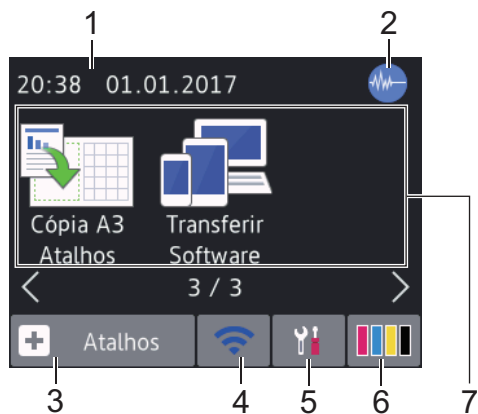 1 2
20:38 01.01.2017
Cópia A3 Transferir
Atalhos Software
3 / 3
Atalhos
3 4 5 6 7